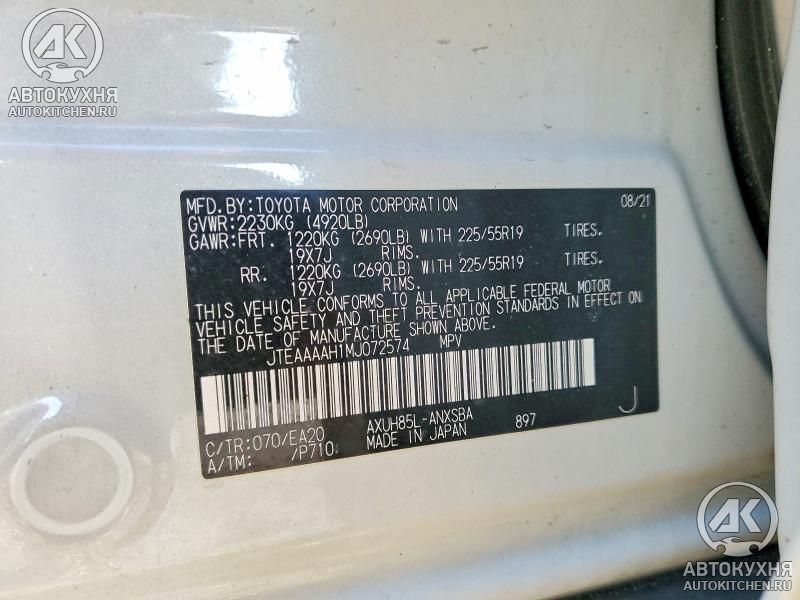 AK
АВТОКУХНЯ
AUTOKITCHEN.RU
MFD. BY: TOYOTA MOTOR CORPORATION 08/21
GVWR: 2230KG (4920LB)
GAWR: FRT. 1220KG (2690LB) WITH 225/55R19 TIRES.
19X7J RIMS.
RR. 1220KG (2690LB) WITH 225/55R19 TIRES.
19X7J RIMS.
THIS VEHICLE CONFORMS TO ALL APPLICABLE FEDERAL MOTOR
VEHICLE SAFETY AND THEFT PREVENTION STANDARDS IN EFFECT ON
THE DATE OF MANUFACTURE SHOWN ABOVE.
JTEAAAAH1MJ072574 MPV
C/TR: 070/EA20 AXUH85L-ANXSBA 897 J
A/TM: /P710 MADE IN JAPAN
AK
АВТОКУХНЯ
AUTOKITCHEN.RU